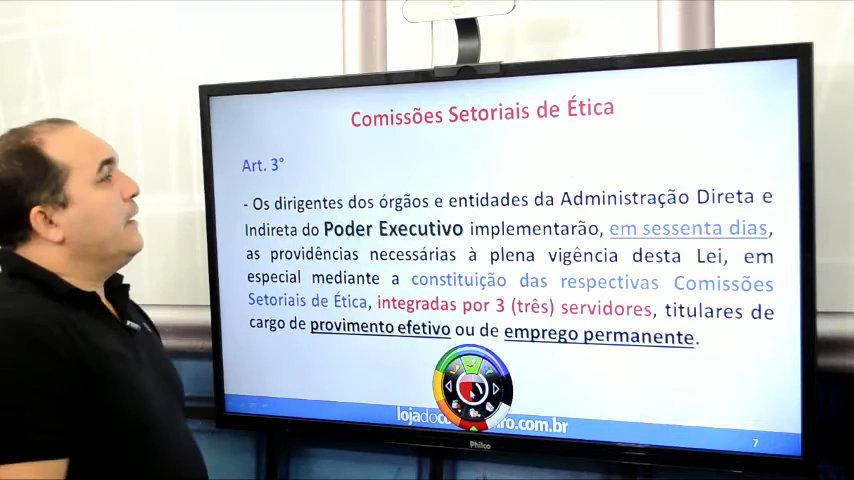 Comissões Setoriais de Ética
Art. 3°
- Os dirigentes dos órgãos e entidades da Administração Direta e
Indireta do Poder Executivo implementarão, em sessenta dias,
as providências necessárias à plena vigência desta Lei, em
especial mediante a constituição das respectivas Comissões
Setoriais de Ética, integradas por 3 (três) servidores, titulares de
cargo de provimento efetivo ou de emprego permanente.
.com.br
7
Philco